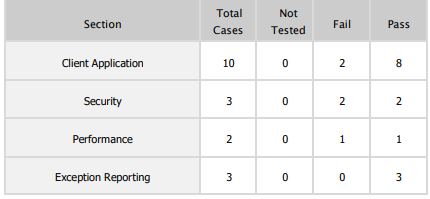 Section Total Cases Not Tested Fail Pass
Client Application 10 0 2 8
Security 3 0 2 2
Performance 2 0 1 1
Exception Reporting 3 0 0 3